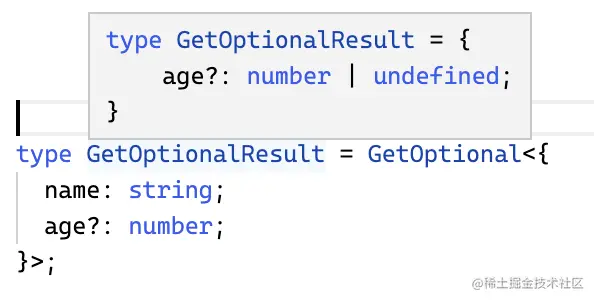 type GetOptionalResult = {
    age?: number | undefined;
}
type GetOptionalResult = GetOptional<{
  name: string;
  age?: number;
}>;
@稀土掘金技术社区